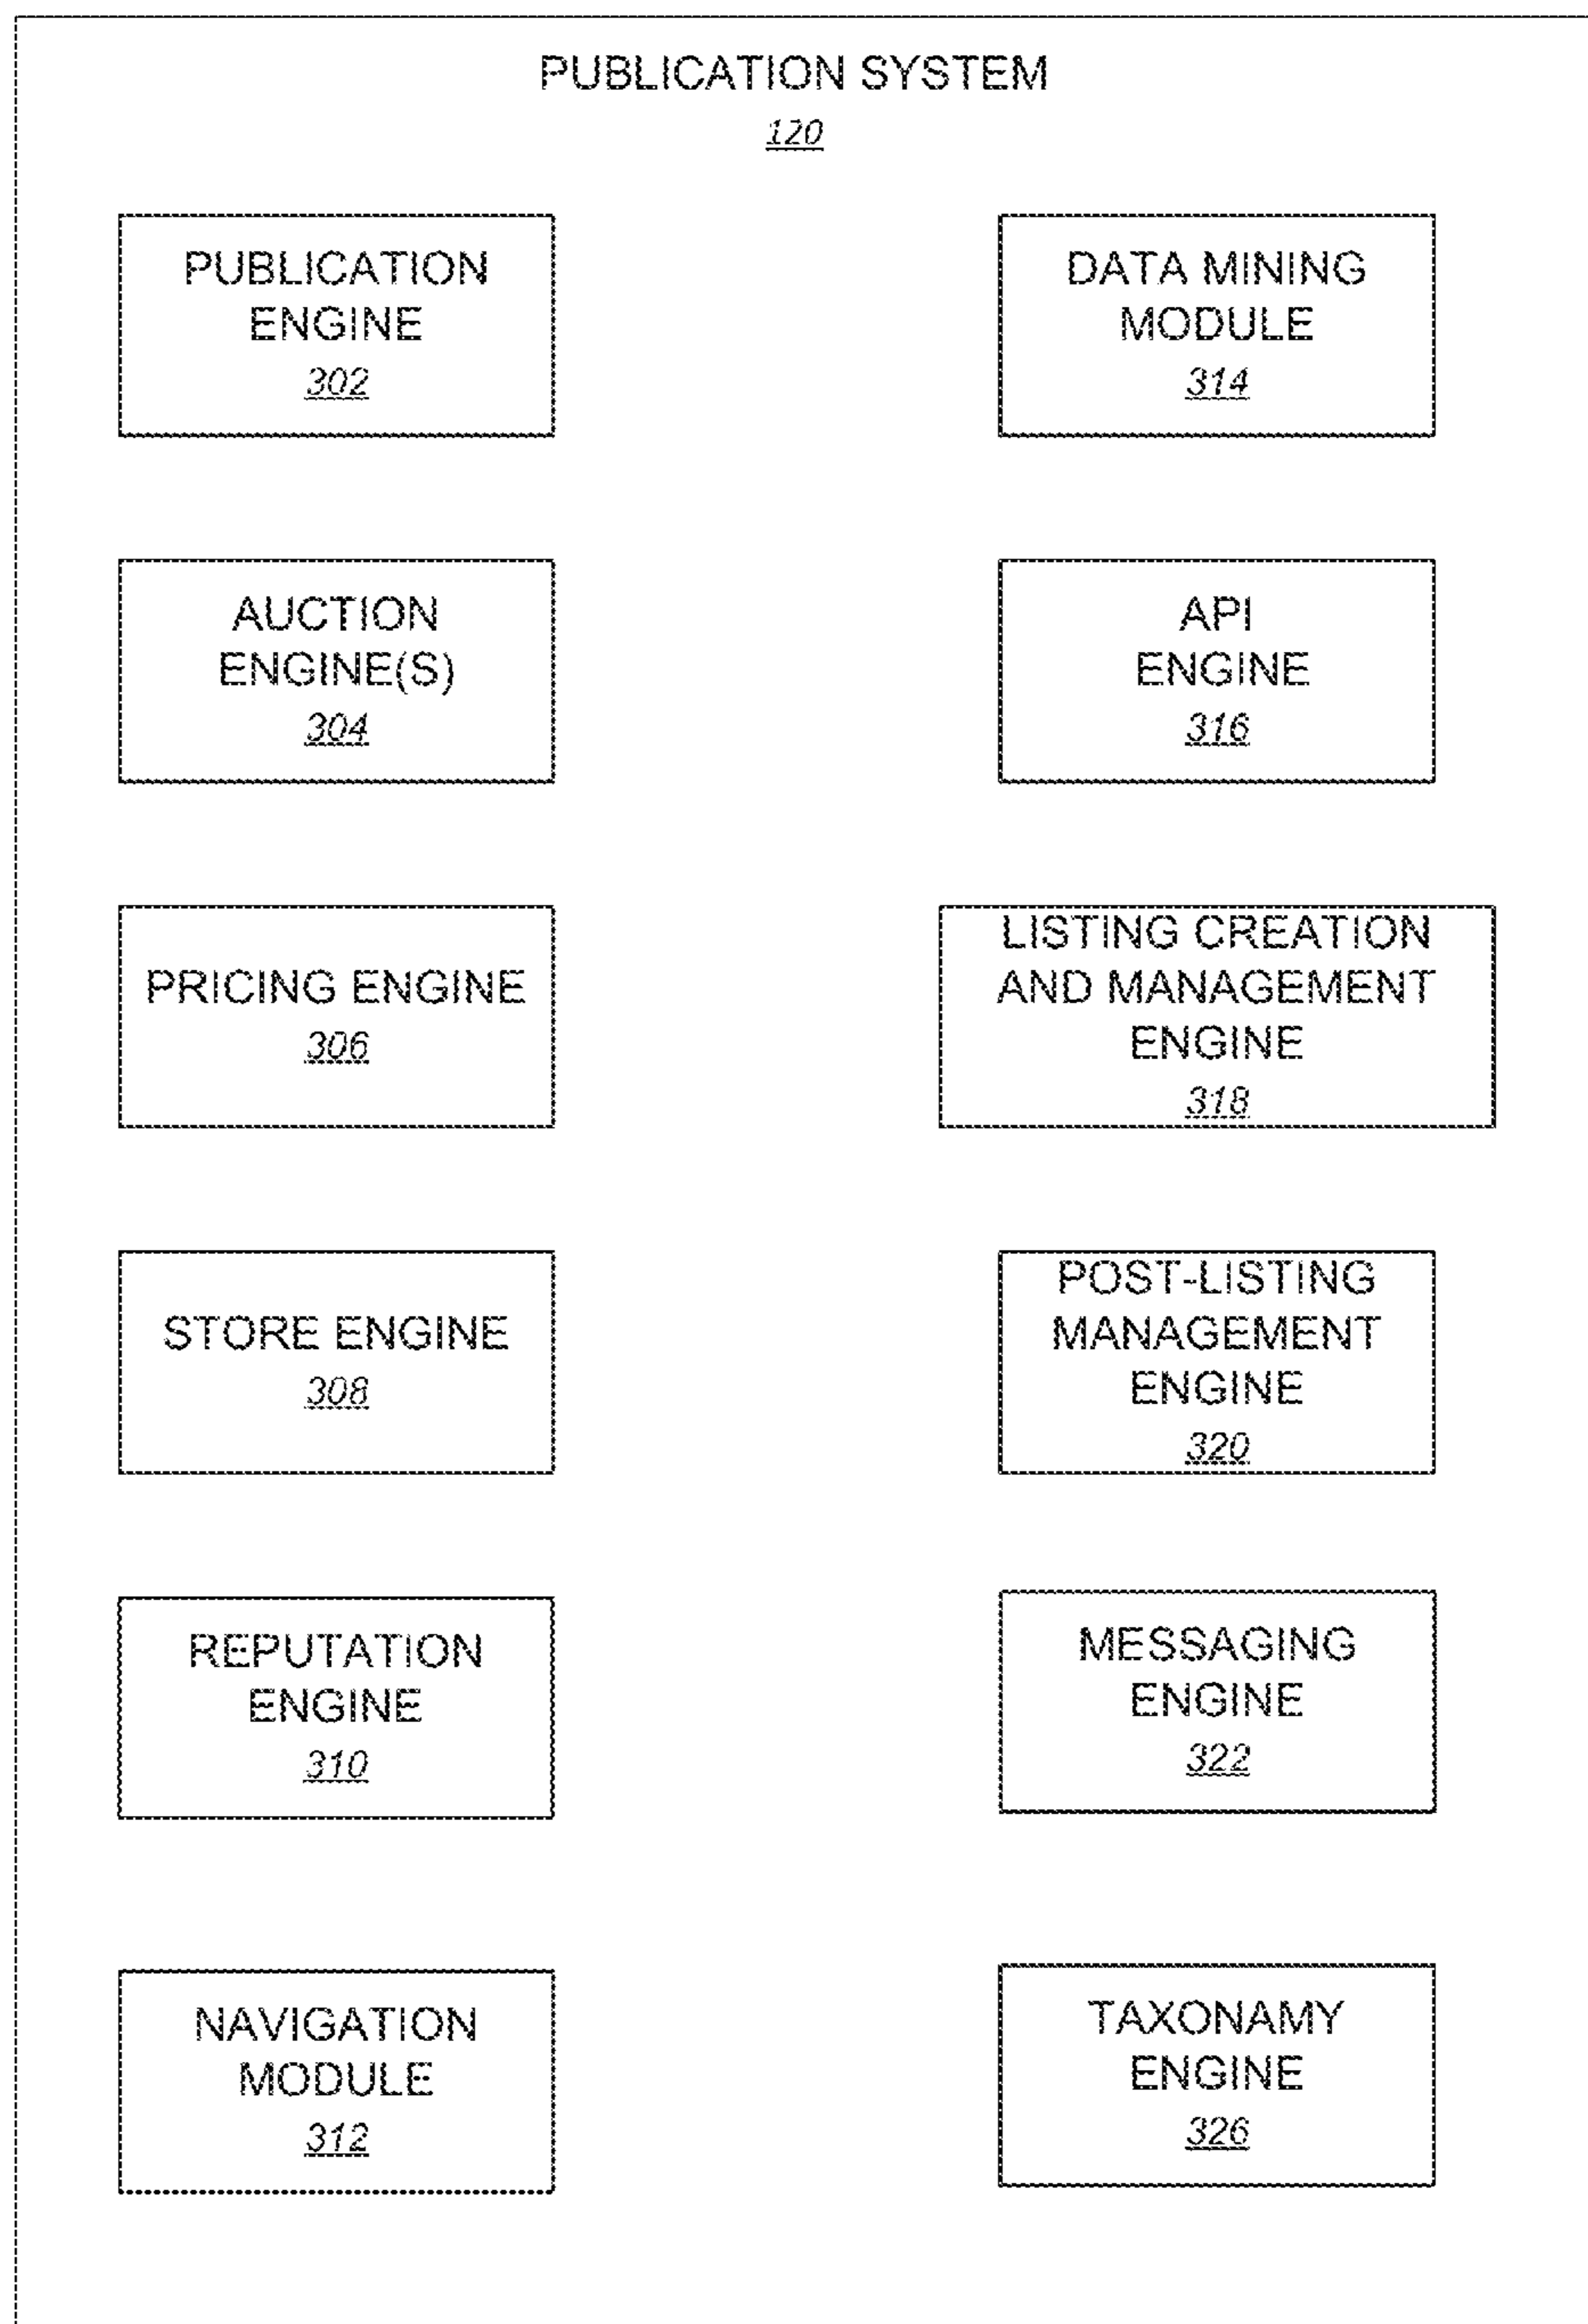 PUBLICATION SYSTEM
120
PUBLICATION
ENGINE
302
DATA MINING
MODULE
314
AUCTION
ENGINE(S)
304
API
ENGINE
316
PRICING ENGINE
306
LISTING CREATION
AND MANAGEMENT
ENGINE
318
STORE ENGINE
308
POST-LISTING
MANAGEMENT
ENGINE
320
REPUTATION
ENGINE
310
MESSAGING
ENGINE
322
NAVIGATION
MODULE
312
TAXONAMY
ENGINE
326